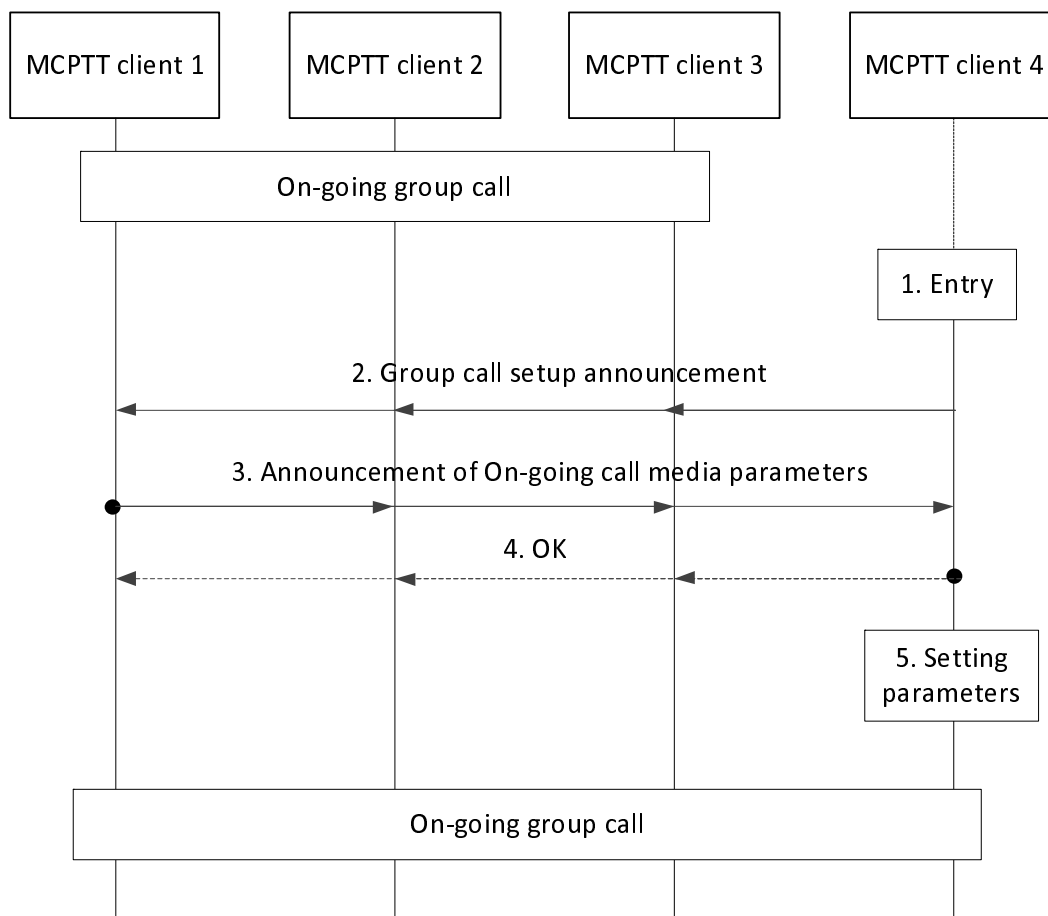 MCPTT client 1
MCPTT client 2
MCPTT client 3
MCPTT client 4
On-going group call
1. Entry
2. Group call setup announcement
3. Announcement of On-going call media parameters
4. OK
5. Setting
parameters
On-going group call